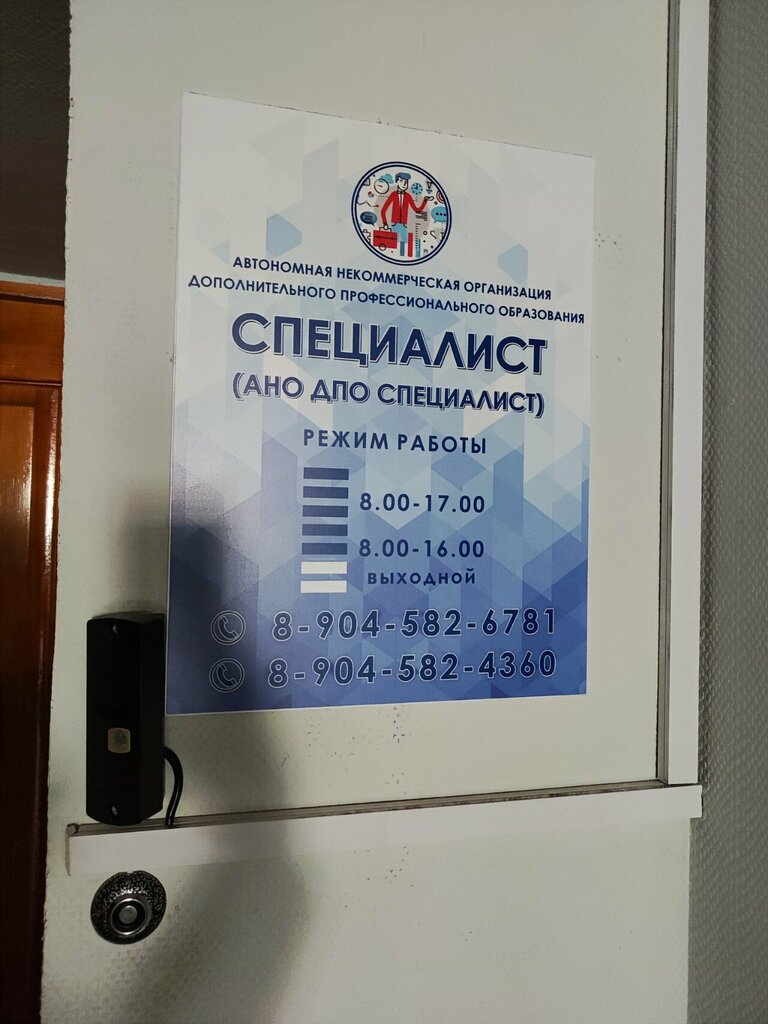 АВТОНОМНАЯ НЕКОММЕРЧЕСКАЯ ОРГАНИЗАЦИЯ
ДОПОЛНИТЕЛЬНОГО ПРОФЕССИОНАЛЬНОГО ОБРАЗОВАНИЯ
СПЕЦИАЛИСТ
(АНО ДПО СПЕЦИАЛИСТ)
РЕЖИМ РАБОТЫ
8.00-17.00
8.00-16.00
ВЫХОДНОЙ
8-904-582-6781
8-904-582-4360